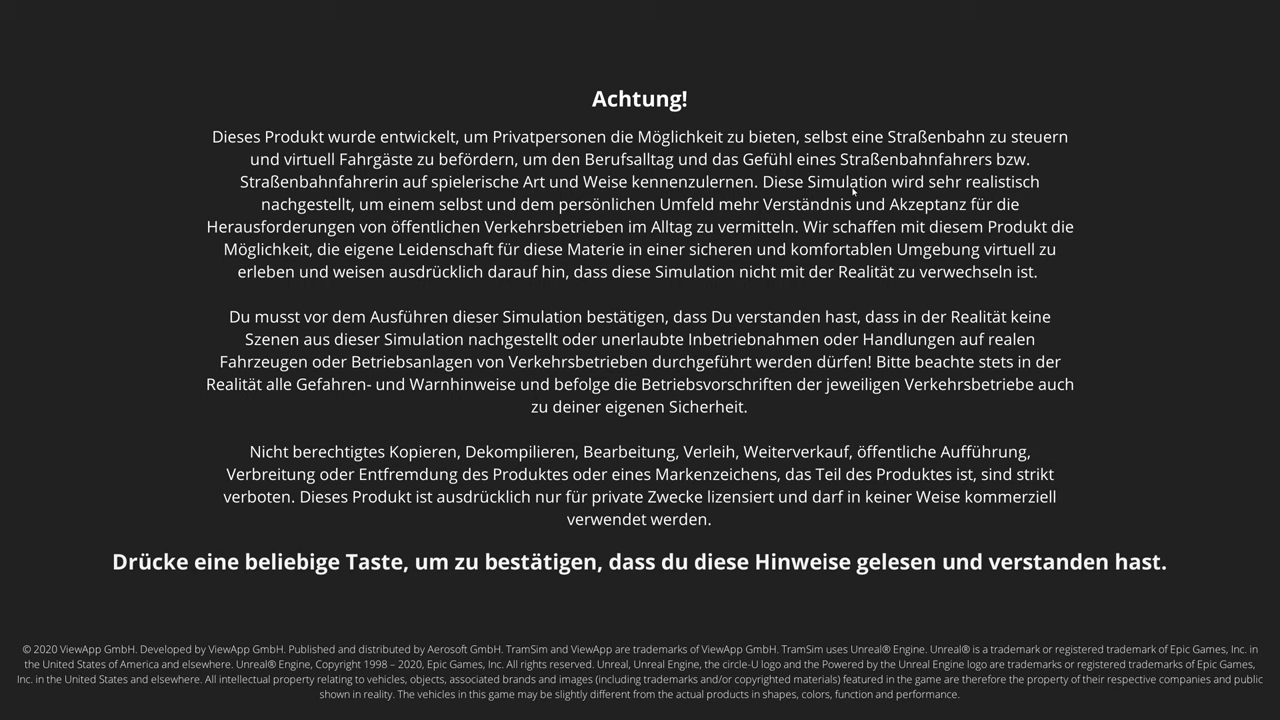 Achtung!
Dieses Produkt wurde entwickelt, um Privatpersonen die Möglichkeit zu bieten, selbst eine Straßenbahn zu steuern
und virtuell Fahrgäste zu befördern, um den Berufsalltag und das Gefühl eines Straßenbahnfahrers bzw.
Straßenbahnfahrerin auf spielerische Art und Weise kennenzulernen. Diese Simulation wird sehr realistisch
nachgestellt, um einem selbst und dem persönlichen Umfeld mehr Verständnis und Akzeptanz für die
Herausforderungen von öffentlichen Verkehrsbetrieben im Alltag zu vermitteln. Wir schaffen mit diesem Produkt die
Möglichkeit, die eigene Leidenschaft für diese Materie in einer sicheren und komfortablen Umgebung virtuell zu
erleben und weisen ausdrücklich darauf hin, dass diese Simulation nicht mit der Realität zu verwechseln ist.
Du musst vor dem Ausführen dieser Simulation bestätigen, dass Du verstanden hast, dass in der Realität keine
Szenen aus dieser Simulation nachgestellt oder unerlaubte Inbetriebnahmen oder Handlungen auf realen
Fahrzeugen oder Betriebsanlagen von Verkehrsbetrieben durchgeführt werden dürfen! Bitte beachte stets in der
Realität alle Gefahren- und Warnhinweise und befolge die Betriebsvorschriften der jeweiligen Verkehrsbetriebe auch
zu deiner eigenen Sicherheit.
Nicht berechtigtes Kopieren, Dekompilieren, Bearbeitung, Verleih, Weiterverkauf, öffentliche Aufführung,
Verbreitung oder Entfremdung des Produktes oder eines Markenzeichens, das Teil des Produktes ist, sind strikt
verboten. Dieses Produkt ist ausdrücklich nur für private Zwecke lizensiert und darf in keiner Weise kommerziell
verwendet werden.
Drücke eine beliebige Taste, um zu bestätigen, dass du diese Hinweise gelesen und verstanden hast.
© 2020 ViewApp GmbH. Developed by ViewApp GmbH. Published and distributed by Aerosoft GmbH. TramSim and ViewApp are trademarks of ViewApp GmbH. TramSim uses Unreal® Engine. Unreal® is a trademark or registered trademark of Epic Games, Inc. in
the United States of America and elsewhere. Unreal® Engine, Copyright 1998 – 2020, Epic Games, Inc. All rights reserved. Unreal, Unreal Engine, the circle-U logo and the Powered by the Unreal Engine logo are trademarks or registered trademarks of Epic Games,
Inc. in the United States and elsewhere. All intellectual property relating to vehicles, objects, associated brands and images (including trademarks and/or copyrighted materials) featured in the game are therefore the property of their respective companies and public
shown in reality. The vehicles in this game may be slightly different from the actual products in shapes, colors, function and performance.